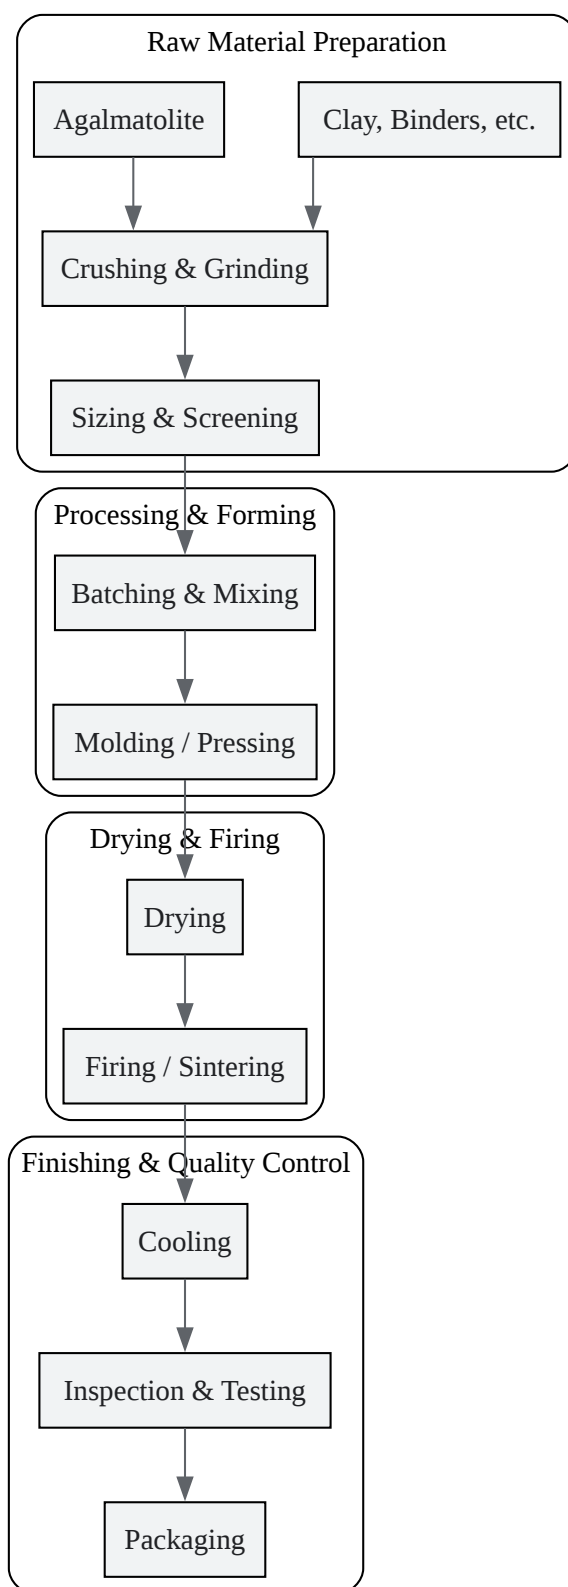 Raw Material Preparation
Agalmatolite
Clay, Binders, etc.
Crushing & Grinding
Sizing & Screening
Processing & Forming
Batching & Mixing
Molding / Pressing
Drying & Firing
Drying
Firing / Sintering
Finishing & Quality Control
Cooling
Inspection & Testing
Packaging